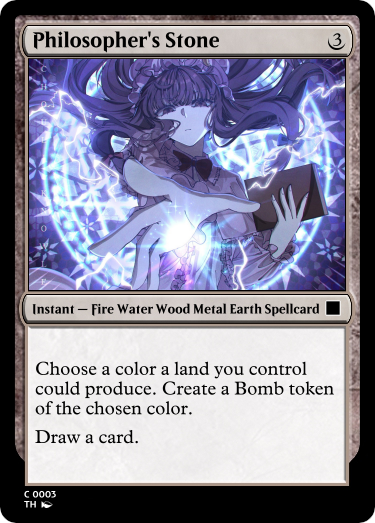 Philosopher's Stone
3
Instant — Fire Water Wood Metal Earth Spellcard
Choose a color a land you control
could produce. Create a Bomb token
of the chosen color.
Draw a card.
C 0003
TH